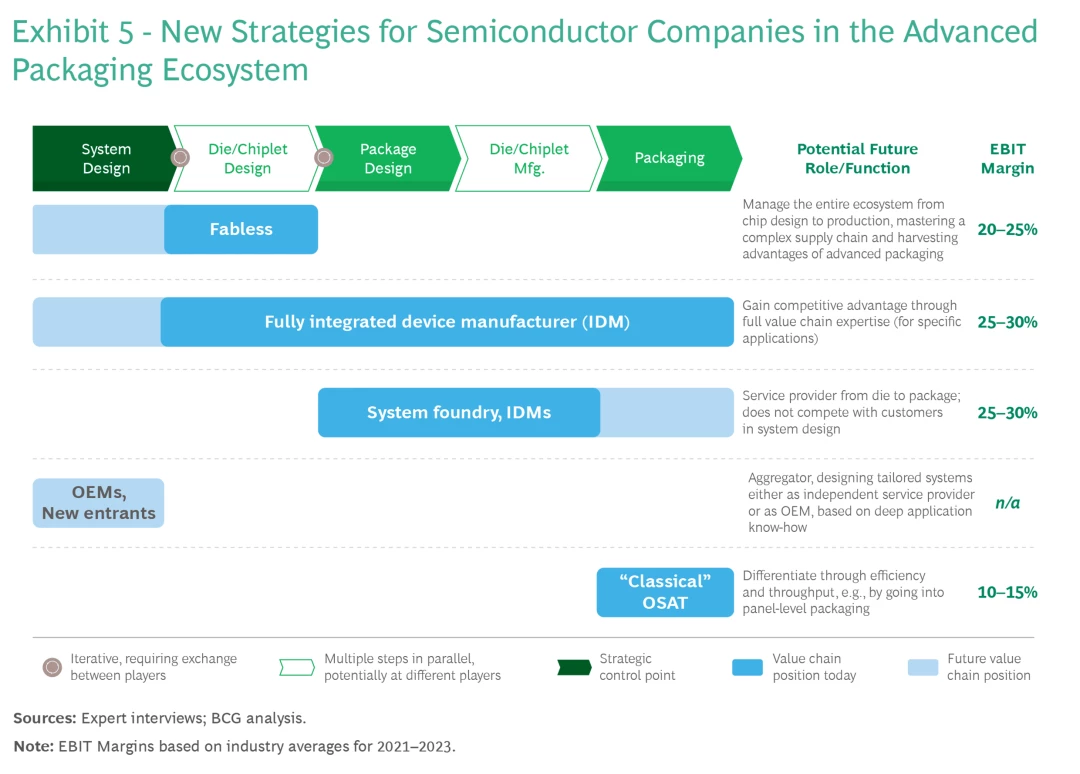 Exhibit 5 - New Strategies for Semiconductor Companies in the Advanced
Packaging Ecosystem
System
Design
Die/Chiplet
Design
Package
Design
Die/Chiplet
Mfg.
Packaging
Potential Future
Role/Function
EBIT
Margin
Fabless
Manage the entire ecosystem from
chip design to production, mastering a
complex supply chain and harvesting
advantages of advanced packaging
20–25%
Fully integrated device manufacturer (IDM)
Gain competitive advantage through
full value chain expertise (for specific
applications)
25–30%
System foundry, IDMs
Service provider from die to package;
does not compete with customers
in system design
25–30%
OEMs,
New entrants
Aggregator, designing tailored systems
either as independent service provider
or as OEM, based on deep application
know-how
n/a
“Classical”
OSAT
Differentiate through efficiency
and throughput, e.g., by going into
panel-level packaging
10–15%
Iterative, requiring exchange
between players
Multiple steps in parallel,
potentially at different players
Strategic
control point
Value chain
position today
Future value
chain position
Sources: Expert interviews; BCG analysis.
Note: EBIT Margins based on industry averages for 2021–2023.